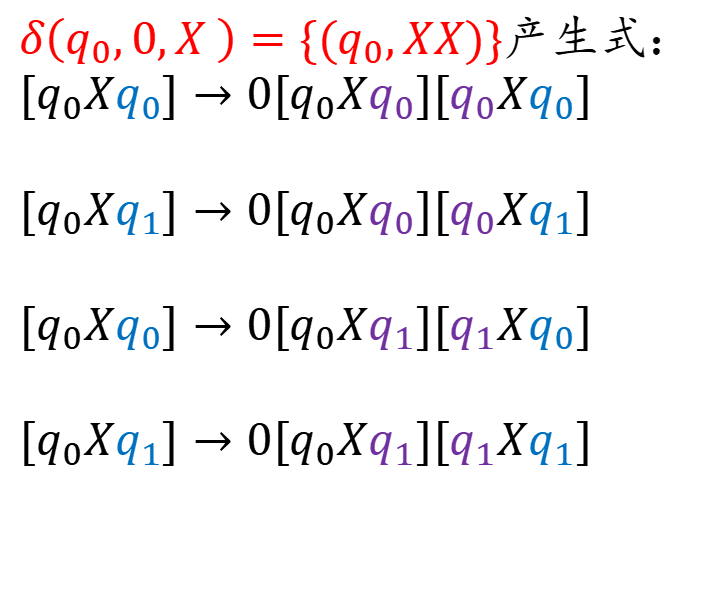 δ(q₀, 0, X ) = {(q₀, XX)}产生式：
[q₀Xq₀] → 0[q₀Xq₀][q₀Xq₀]
[q₀Xq₁] → 0[q₀Xq₀][q₀Xq₁]
[q₀Xq₀] → 0[q₀Xq₁][q₁Xq₀]
[q₀Xq₁] → 0[q₀Xq₁][q₁Xq₁]